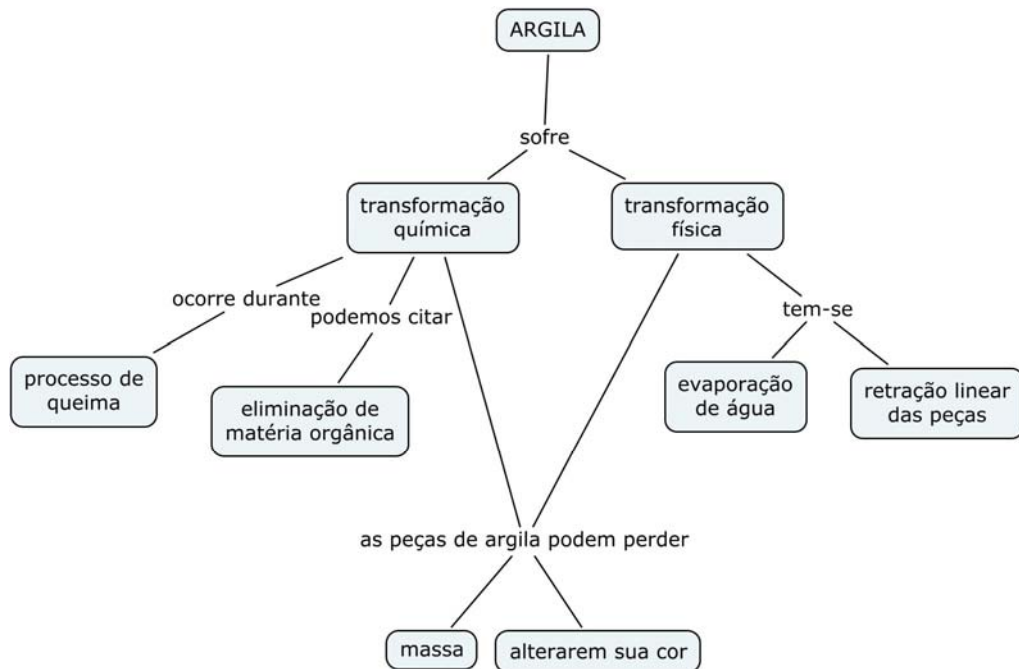 ARGILA
sofre
transformação
química
transformação
física
ocorre durante
podemos citar
tem-se
processo de
queima
eliminação de
matéria orgânica
evaporação
de água
retração linear
das peças
as peças de argila podem perder
massa
alterarem sua cor